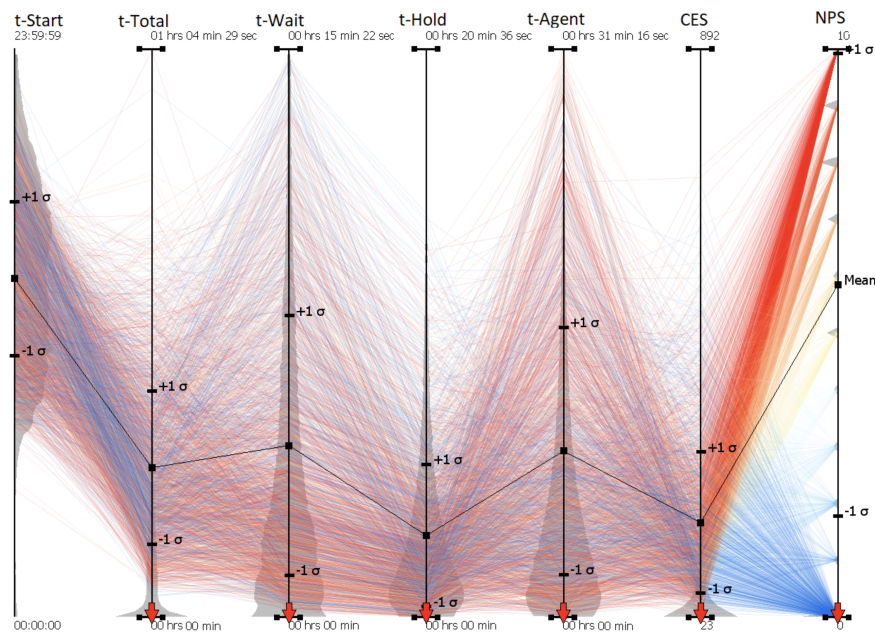 t-Start t-Total t-Wait t-Hold t-Agent CES NPS
23:59:59 01 hrs 04 min 29 sec 00 hrs 15 min 22 sec 00 hrs 20 min 36 sec 00 hrs 31 min 16 sec 892 10
+1 σ
+1 σ
+1 σ
+1 σ
+1 σ
+1 σ
+1 σ
Mean
-1 σ
-1 σ
-1 σ
-1 σ
-1 σ
-1 σ
-1 σ
00:00:00 00 hrs 00 min 00 hrs 00 min 00 hrs 00 min 00 hrs 00 min 23 0